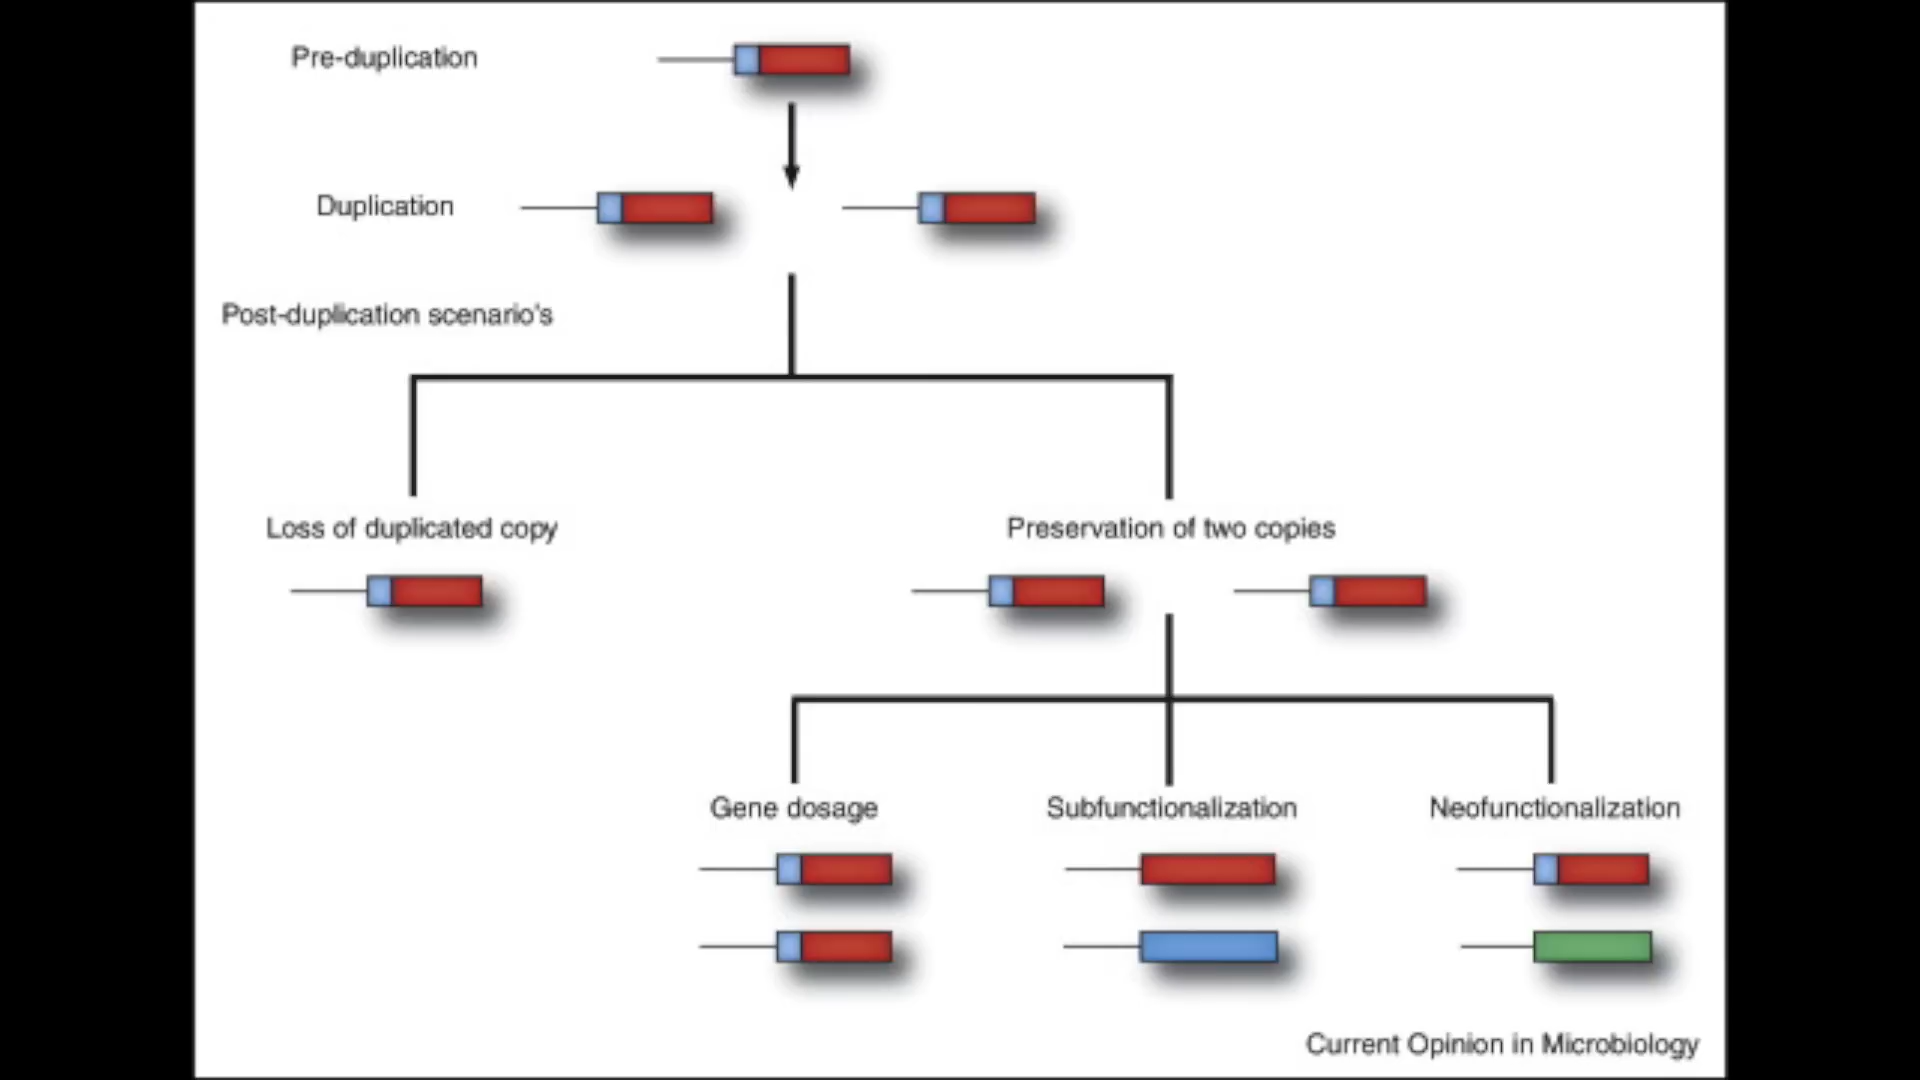 Pre-duplication
Duplication
Post-duplication scenario's
Loss of duplicated copy
Preservation of two copies
Gene dosage
Subfunctionalization
Neofunctionalization
Current Opinion in Microbiology